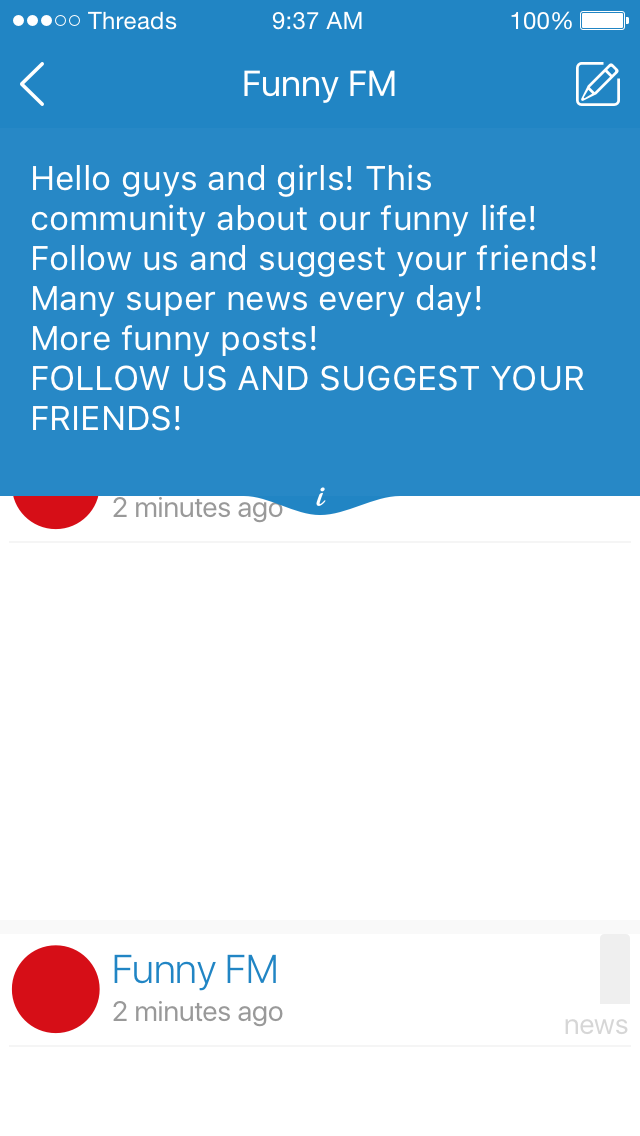 Threads 9:37 AM 100%
Funny FM
Hello guys and girls! This
community about our funny life!
Follow us and suggest your friends!
Many super news every day!
More funny posts!
FOLLOW US AND SUGGEST YOUR
FRIENDS!
i
2 minutes ago
Funny FM
2 minutes ago
news